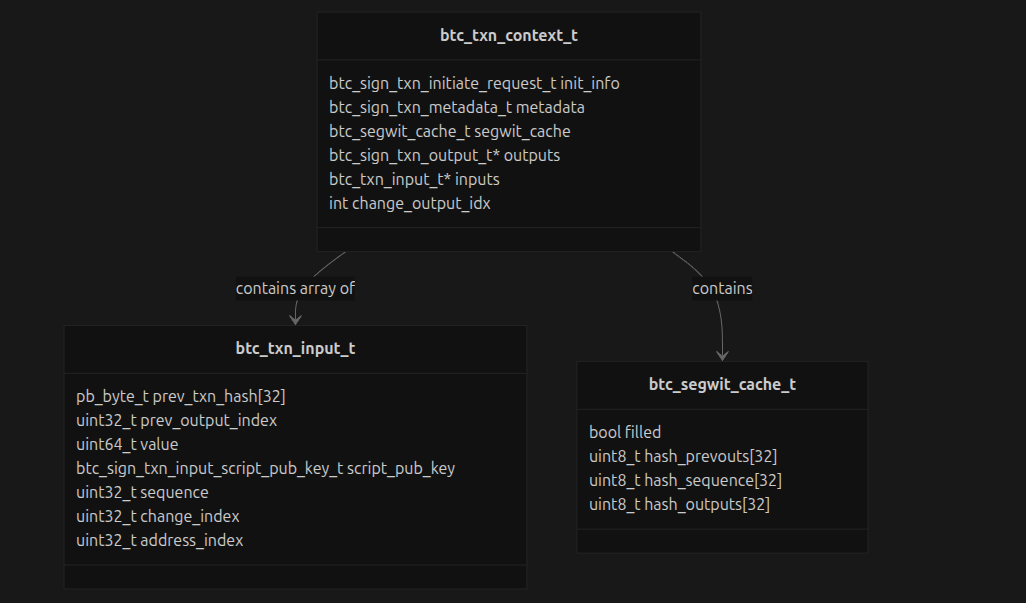 btc_txn_context_t
btc_sign_txn_initiate_request_t init_info
btc_sign_txn_metadata_t metadata
btc_segwit_cache_t segwit_cache
btc_sign_txn_output_t* outputs
btc_txn_input_t* inputs
int change_output_idx
contains array of
contains
btc_txn_input_t
pb_byte_t prev_txn_hash[32]
uint32_t prev_output_index
uint64_t value
btc_sign_txn_input_script_pub_key_t script_pub_key
uint32_t sequence
uint32_t change_index
uint32_t address_index
btc_segwit_cache_t
bool filled
uint8_t hash_prevouts[32]
uint8_t hash_sequence[32]
uint8_t hash_outputs[32]